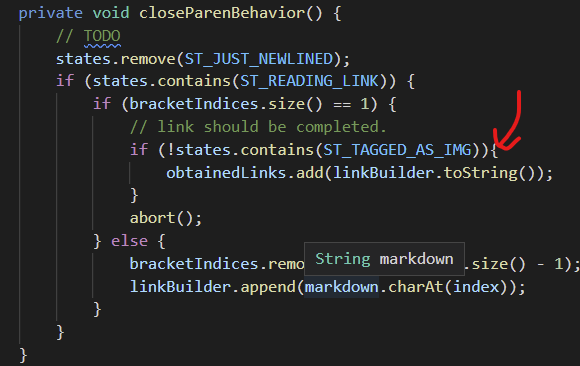 private void closeParenBehavior() {
// TODO
states.remove(ST_JUST_NEWLINED);
if (states.contains(ST_READING_LINK)) {
if (bracketIndices.size() == 1) {
// link should be completed.
if (!states.contains(ST_TAGGED_AS_IMG)){
obtainedLinks.add(linkBuilder.toString());
}
abort();
} else {
String markdown
bracketIndices.remo .size() - 1);
linkBuilder.append(markdown.charAt(index));
}
}
}